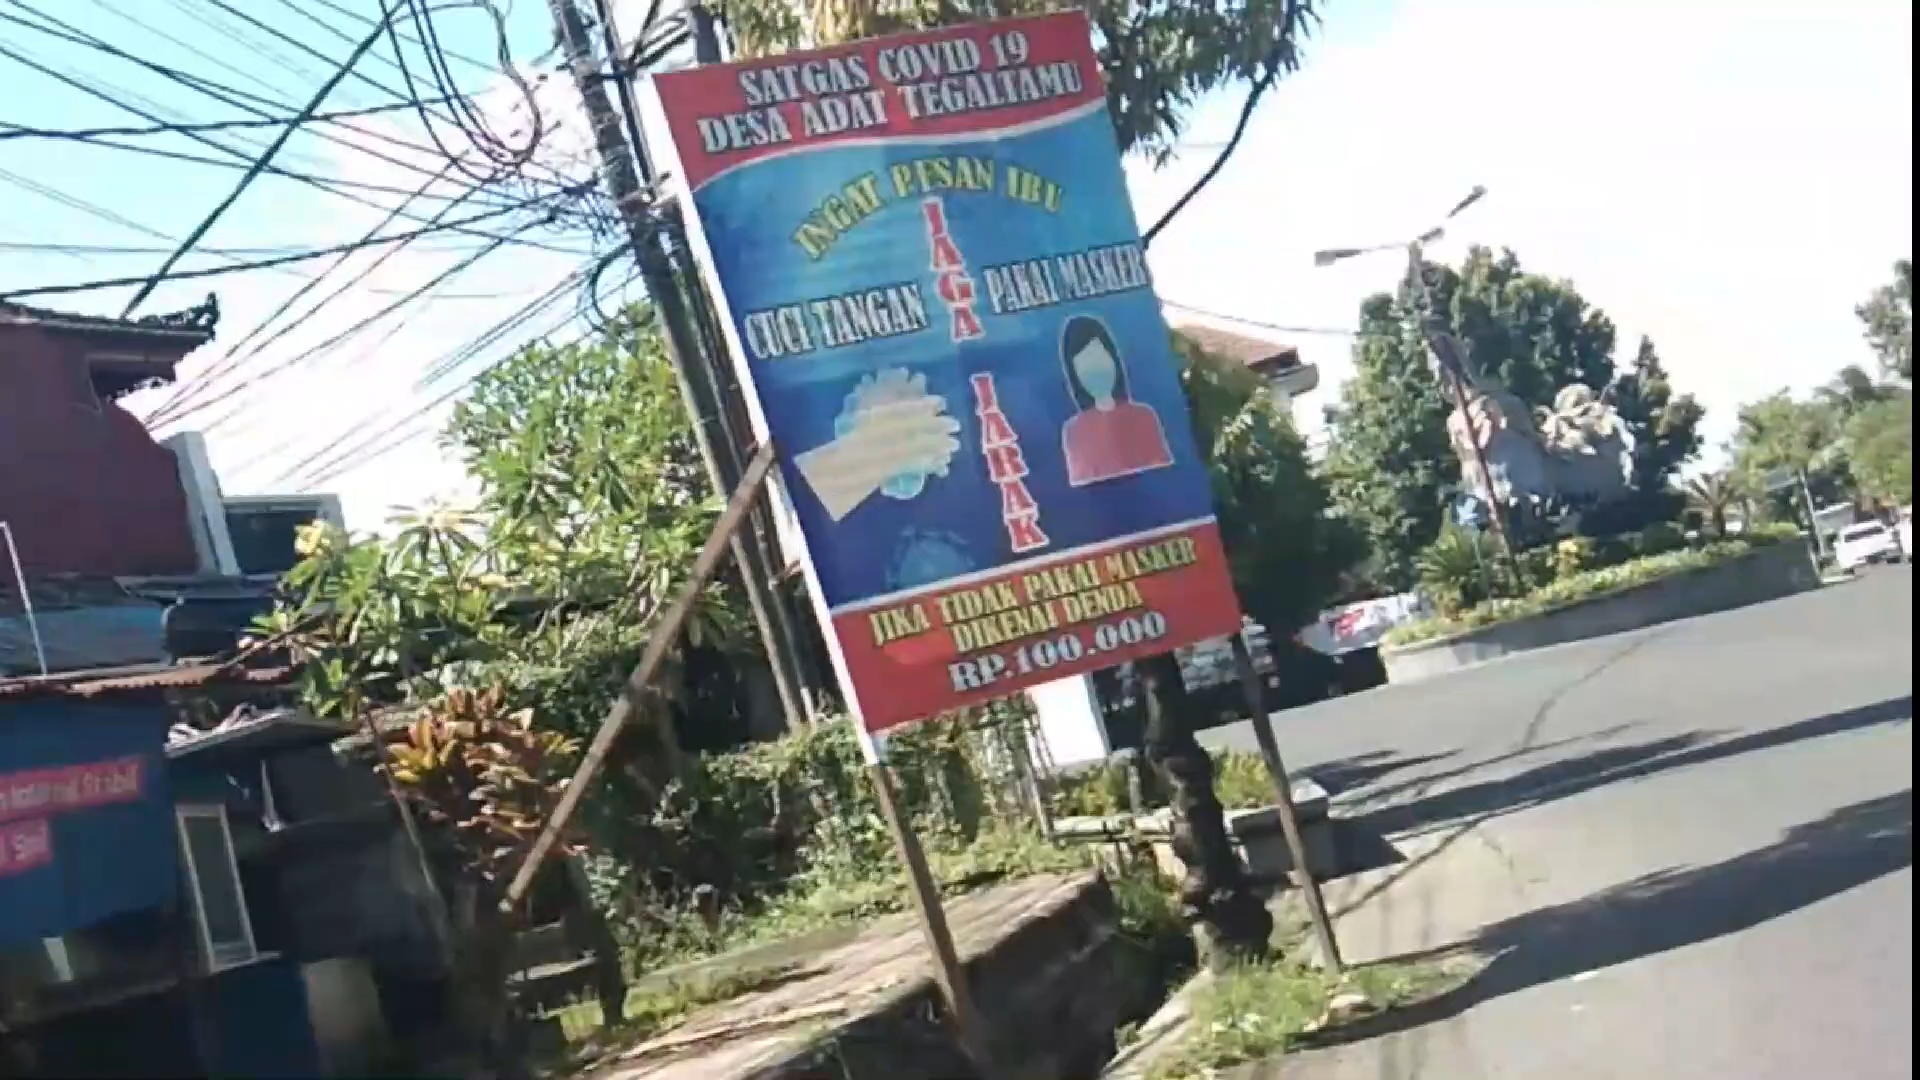 SATGAS COVID 19
DESA ADAT TEGALTAMU
INGAT PESAN IBU
CUCI TANGAN
JAGA JARAK
PAKAI MASKER
JIKA TIDAK PAKAI MASKER
DIKENAI DENDA
RP.100.000